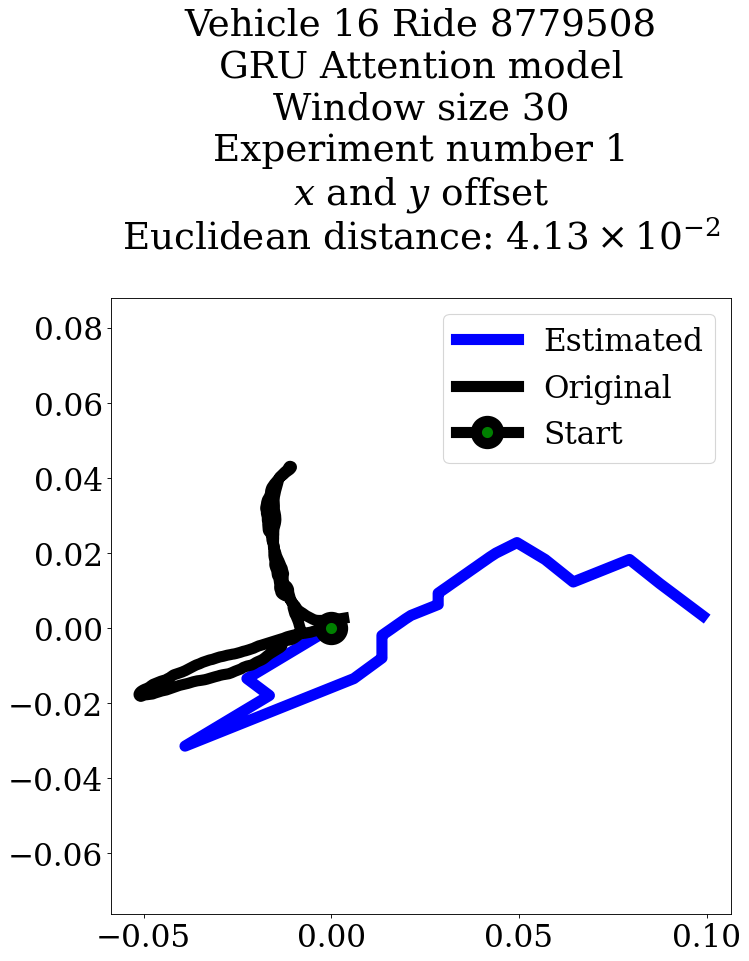 Vehicle 16 Ride 8779508
GRU Attention model
Window size 30
Experiment number 1
x and y offset
Euclidean distance: 4.13 × 10⁻²
Estimated
Original
Start
0.08
0.06
0.04
0.02
0.00
−0.02
−0.04
−0.06
−0.05 0.00 0.05 0.10